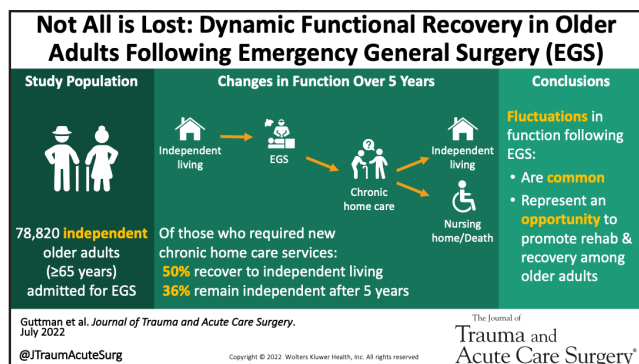 Not All is Lost: Dynamic Functional Recovery in Older
Adults Following Emergency General Surgery (EGS)
Study Population
78,820 independent
older adults
(≥65 years)
admitted for EGS
Changes in Function Over 5 Years
Independent
living
EGS
?
Chronic
home care
Independent
living
Nursing
home/Death
Of those who required new
chronic home care services:
50% recover to independent living
36% remain independent after 5 years
Conclusions
Fluctuations in
function following
EGS:
• Are common
• Represent an
opportunity to
promote rehab &
recovery among
older adults
Guttman et al. Journal of Trauma and Acute Care Surgery.
July 2022
@JTraumAcuteSurg
Copyright © 2022 Wolters Kluwer Health, Inc. All rights reserved
The Journal of
Trauma and
Acute Care Surgery®